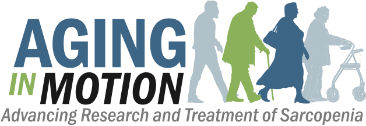 AGING
IN MOTION
Advancing Research and Treatment of Sarcopenia